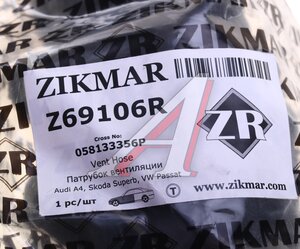 ZIKMAR
Z69106R
Cross No:
058133356P
Vent Hose
Патрубок вентиляции
Audi A4, Skoda Superb, VW Passat
1 pc/шт
T
ZR
www.zikmar.com